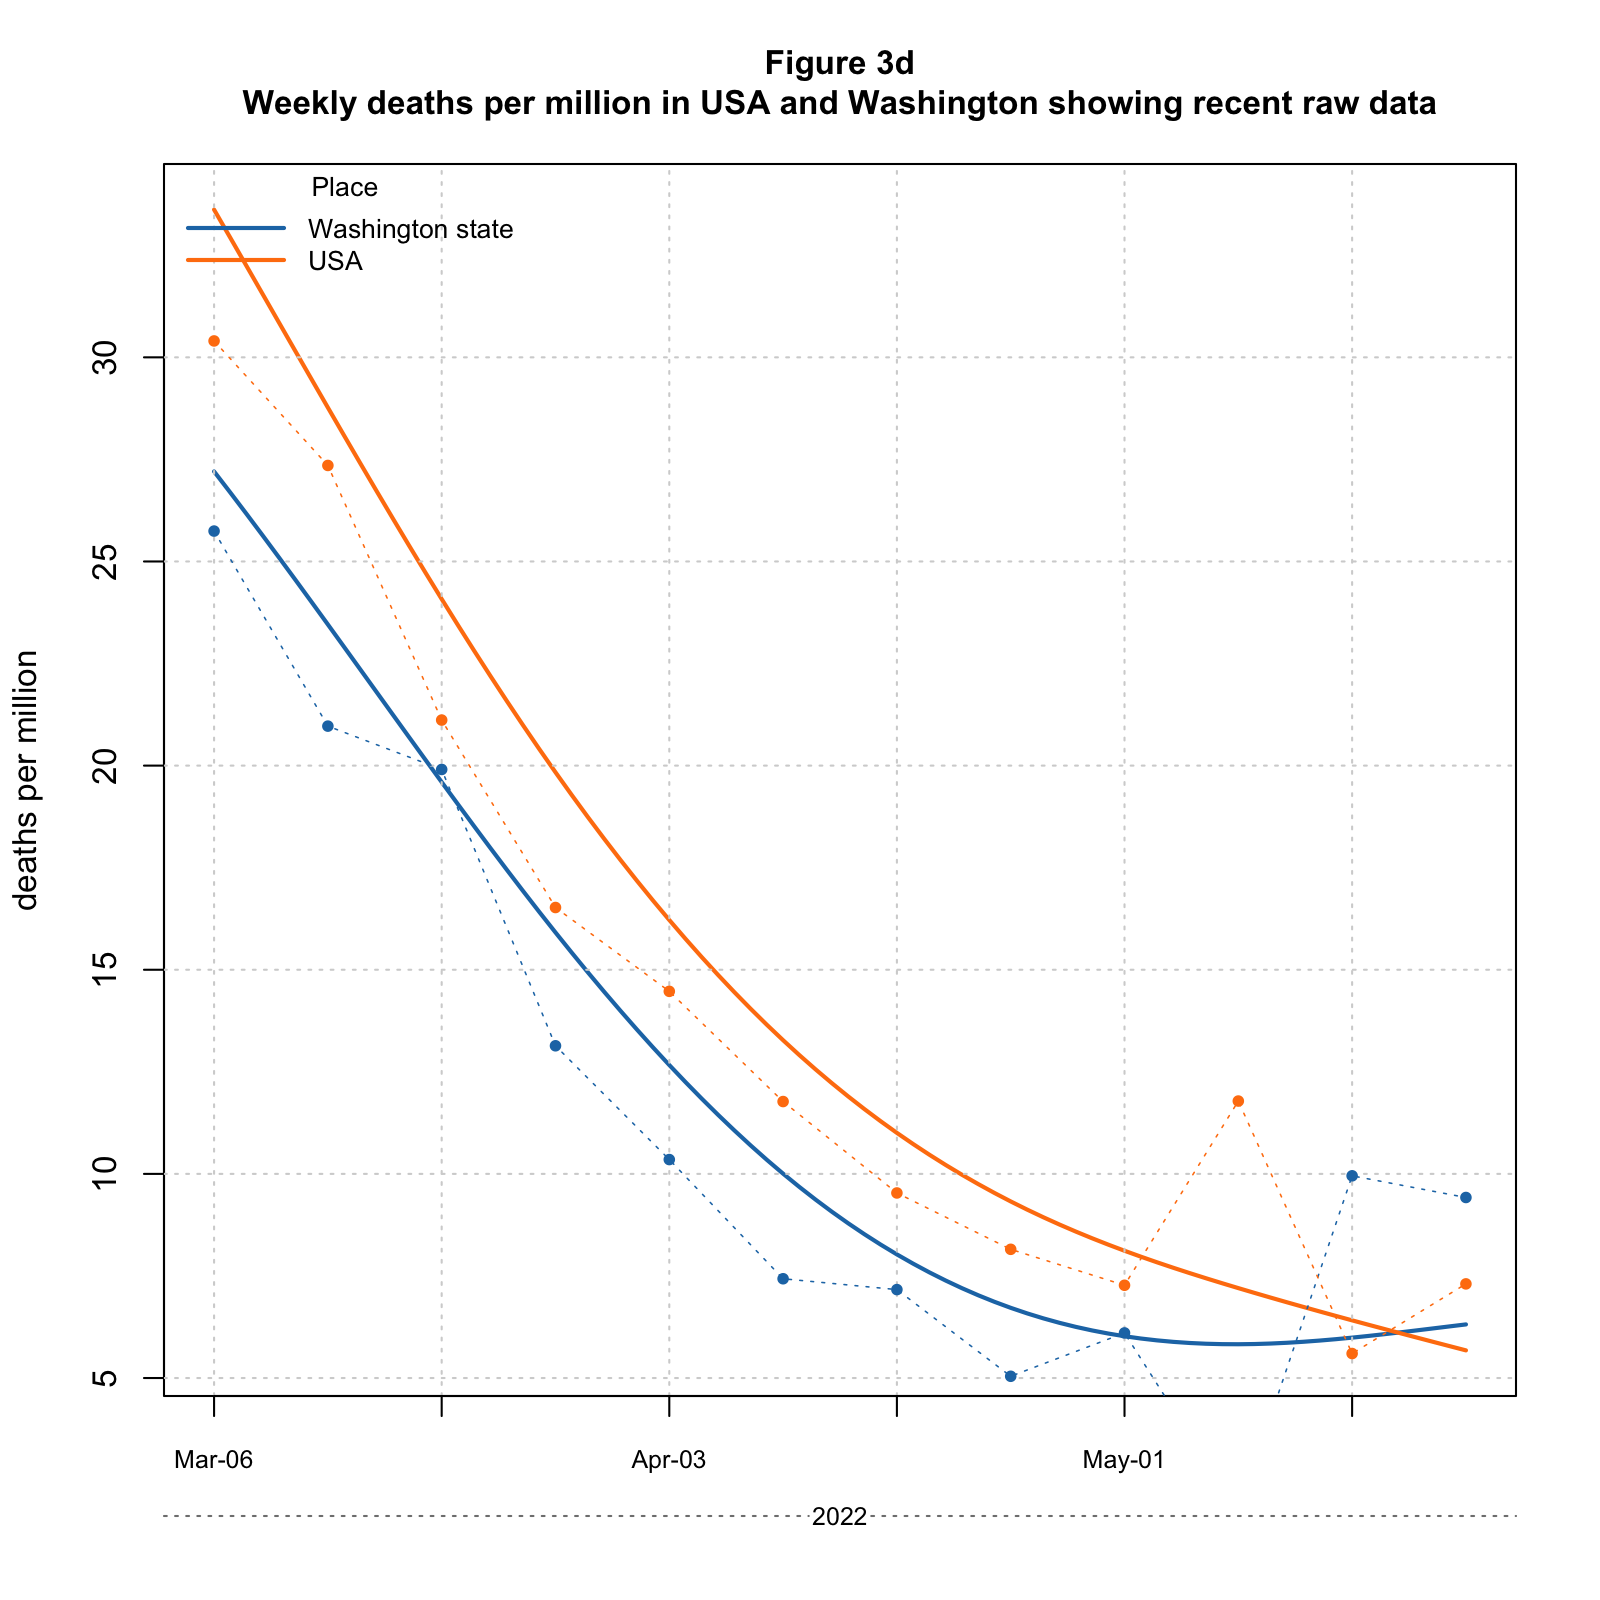 Figure 3d
Weekly deaths per million in USA and Washington showing recent raw data
Place
Washington state
USA
deaths per million
30
25
20
15
10
5
Mar-06
Apr-03
May-01
2022